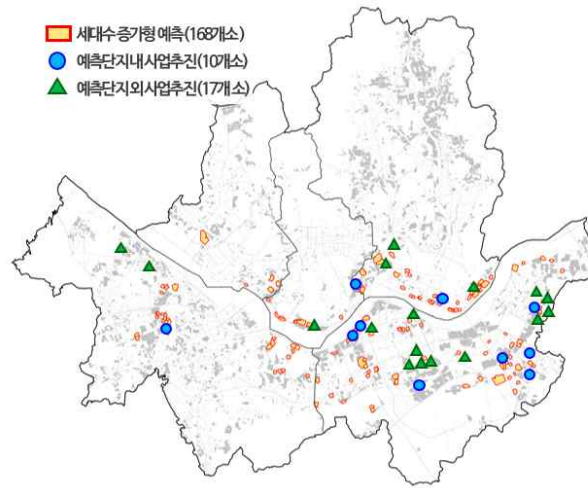 세대수증가형 예측(168개소)
예측단지 내 사업추진(10개소)
예측단지 외 사업추진(17개소)